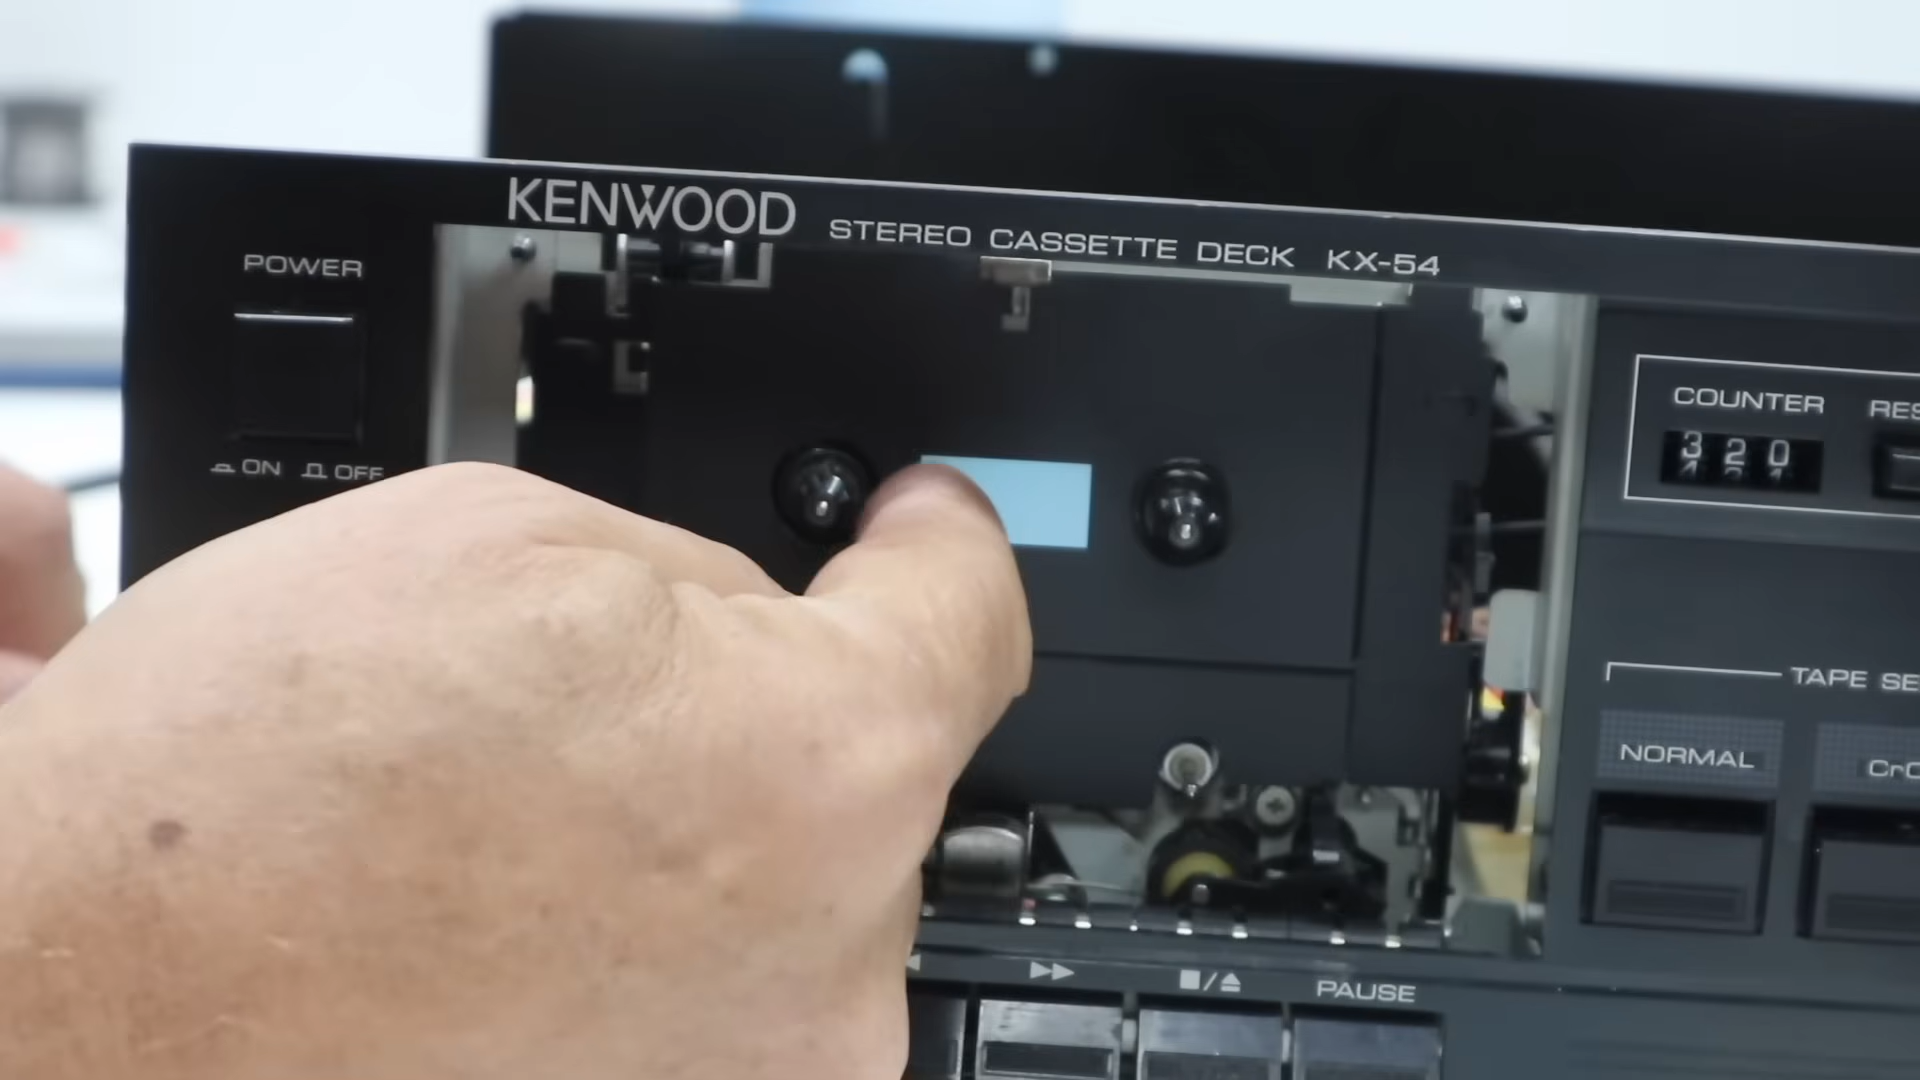 KENWOOD STEREO CASSETTE DECK KX-54
POWER
ON OFF
COUNTER
320
TAPE
NORMAL
PAUSE